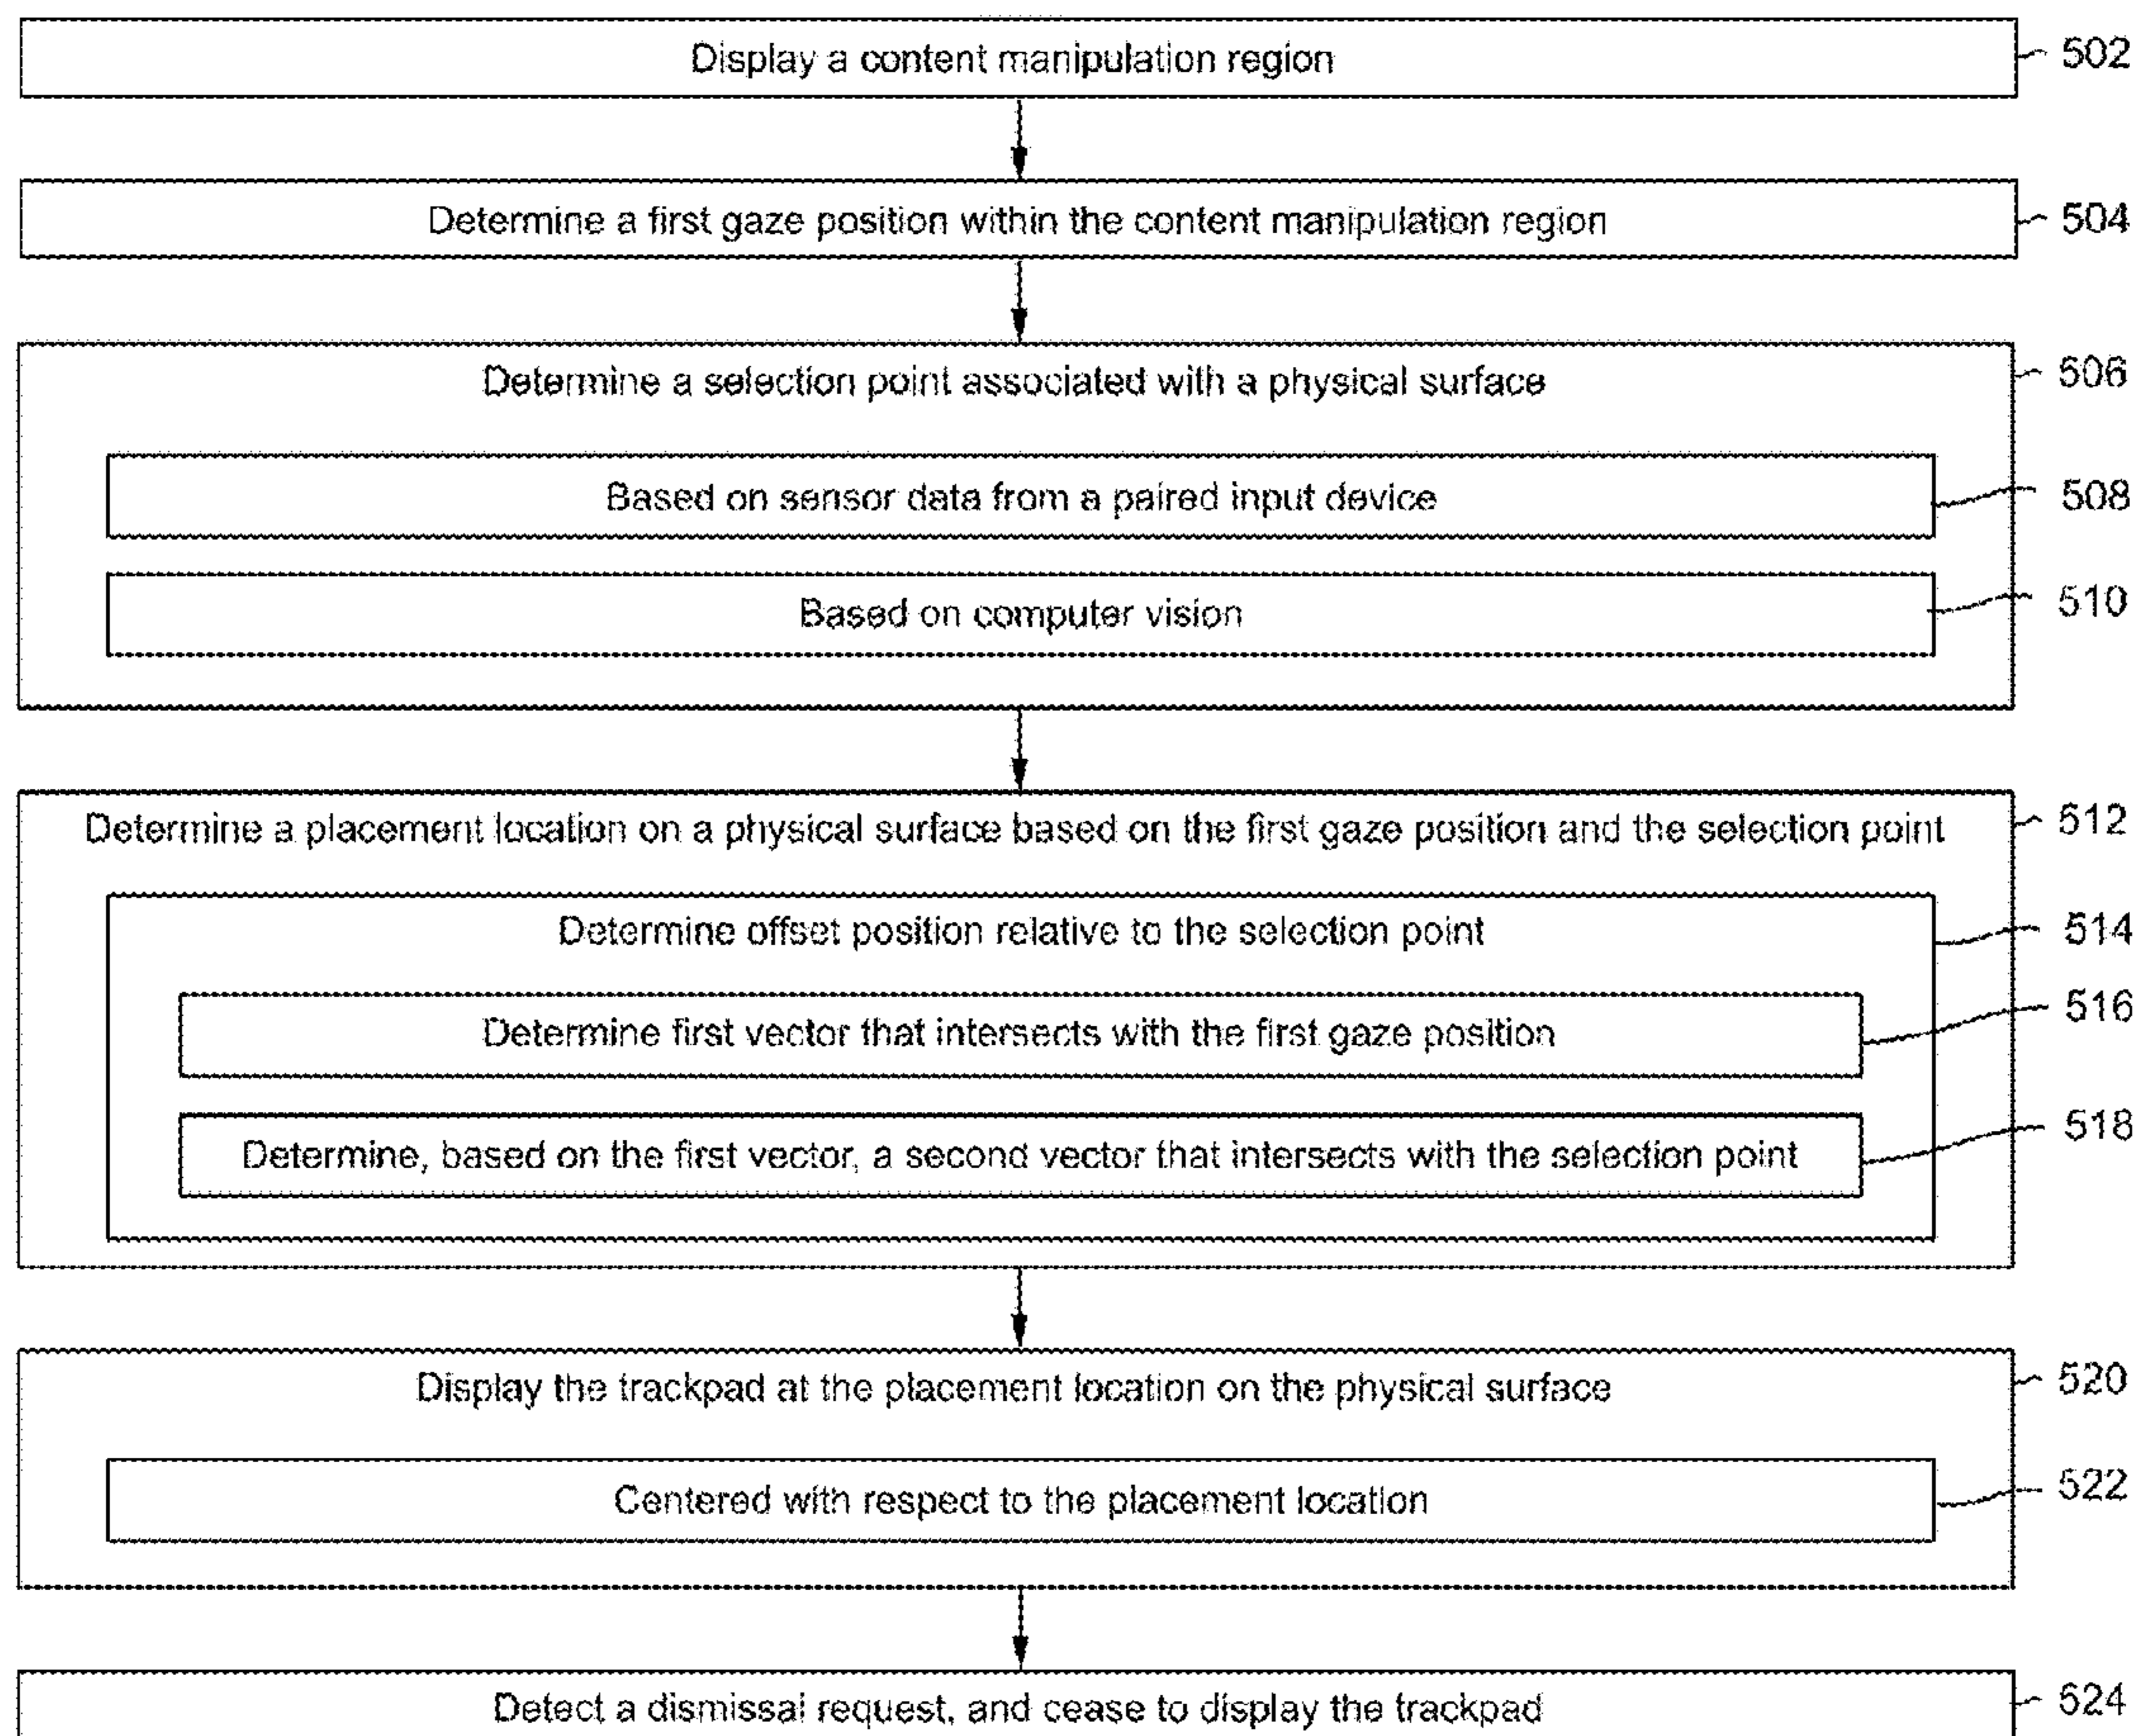 Display a content manipulation region 502
Determine a first gaze position within the content manipulation region 504
Determine a selection point associated with a physical surface 506
Based on sensor data from a paired input device 508
Based on computer vision 510
Determine a placement location on a physical surface based on the first gaze position and the selection point 512
Determine offset position relative to the selection point 514
Determine first vector that intersects with the first gaze position 516
Determine, based on the first vector, a second vector that intersects with the selection point 518
Display the trackpad at the placement location on the physical surface 520
Centered with respect to the placement location 522
Detect a dismissal request, and cease to display the trackpad 524